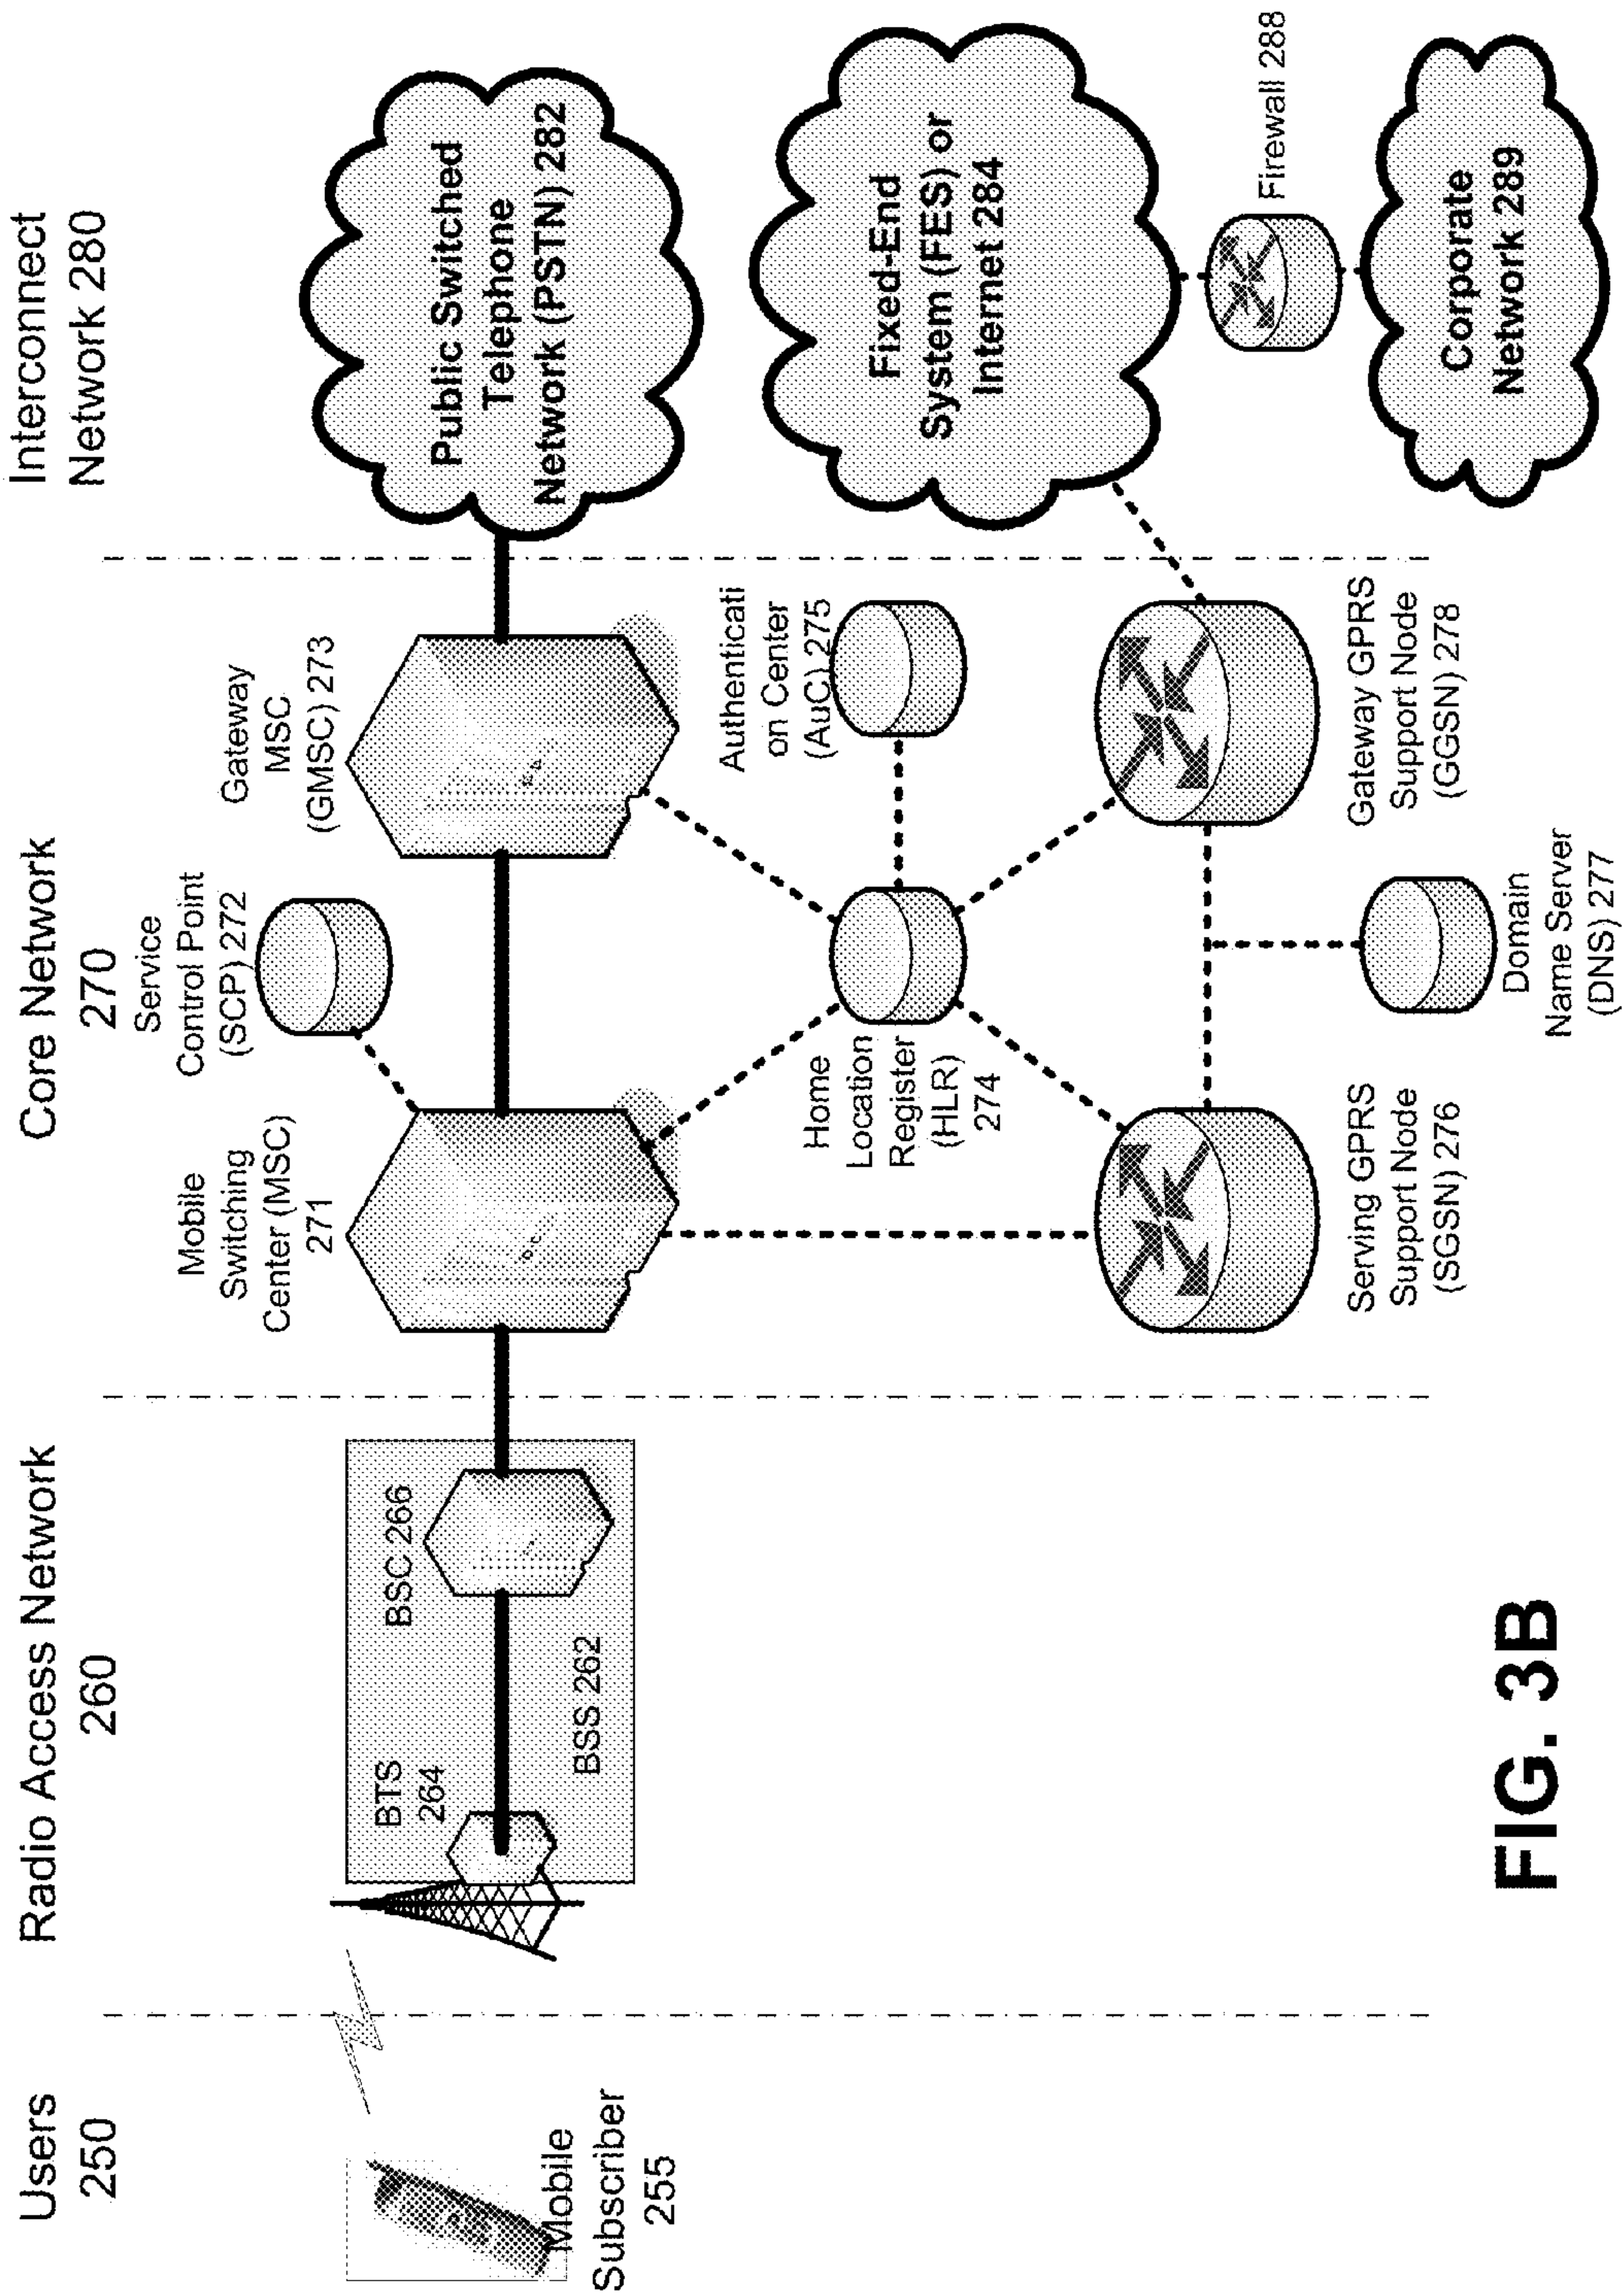 Users
250
Radio Access Network
260
Core Network
270
Interconnect
Network 280
Mobile
Subscriber
255
BTS
264
BSC 266
BSS 262
Mobile
Switching
Center (MSC)
271
Service
Control Point
(SCP) 272
Gateway
MSC
(GMSC) 273
Public Switched
Telephone
Network (PSTN) 282
Home
Location
Register
(HLR)
274
Authenticati
on Center
(AuC) 275
Fixed-End
System (FES) or
Internet 284
Serving GPRS
Support Node
(SGSN) 276
Domain
Name Server
(DNS) 277
Gateway GPRS
Support Node
(GGSN) 278
Firewall 288
Corporate
Network 289
FIG. 3B